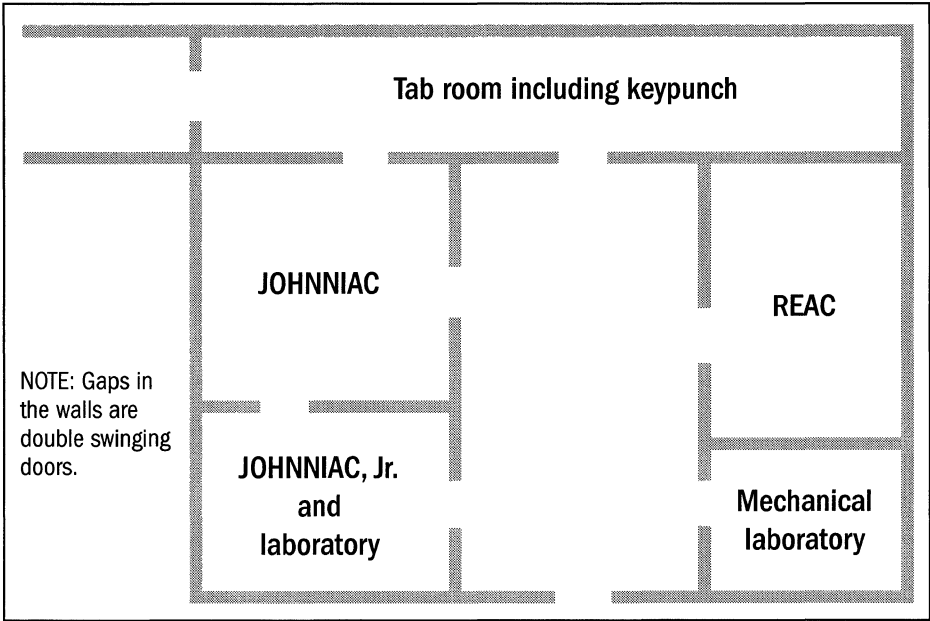 Tab room including keypunch
JOHNNIAC
REAC
NOTE: Gaps in
the walls are
double swinging
doors.
JOHNNIAC, Jr.
and
laboratory
Mechanical
laboratory